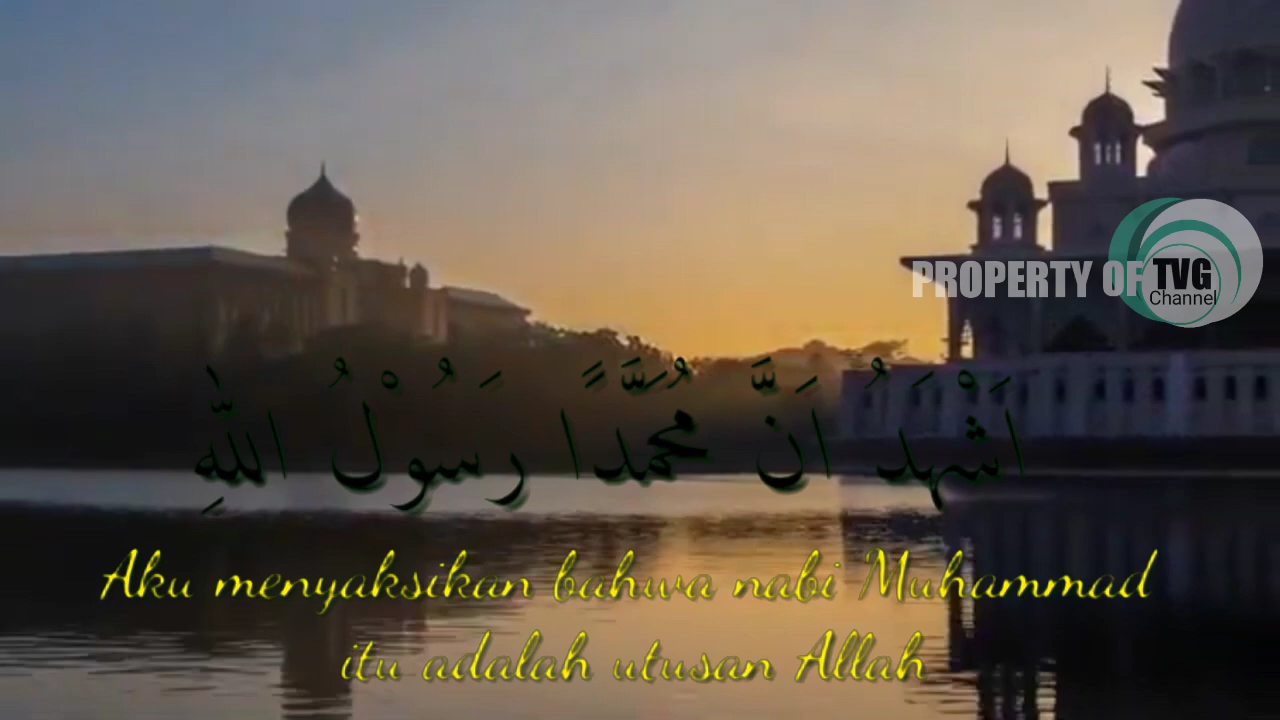 PROPERTY OF TVG
Channel
اَشْهَدُ اَنَّ مُحَمَّدًا رَسُوْلُ اللهِ
Aku menyaksikan bahwa nabi Muhammad
itu adalah utusan Allah